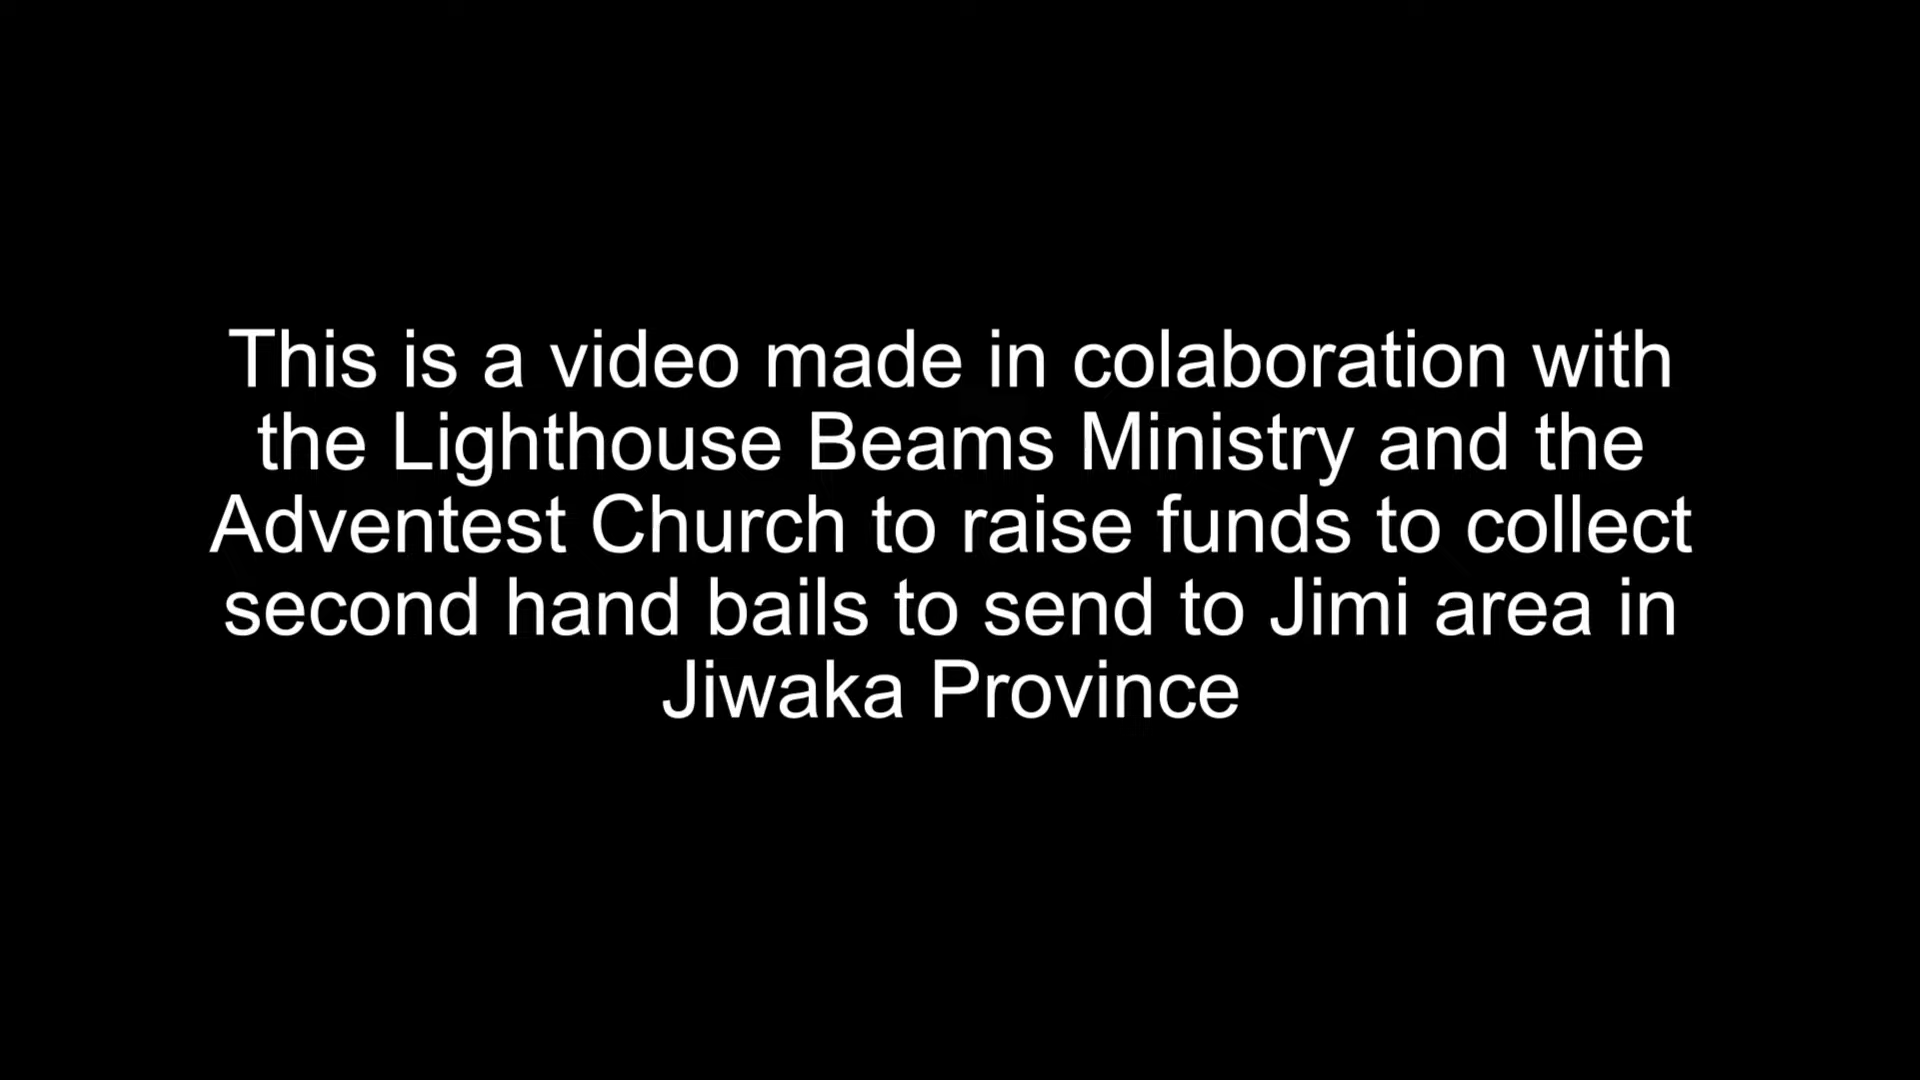 This is a video made in colaboration with
the Lighthouse Beams Ministry and the
Adventest Church to raise funds to collect
second hand bails to send to Jimi area in
Jiwaka Province